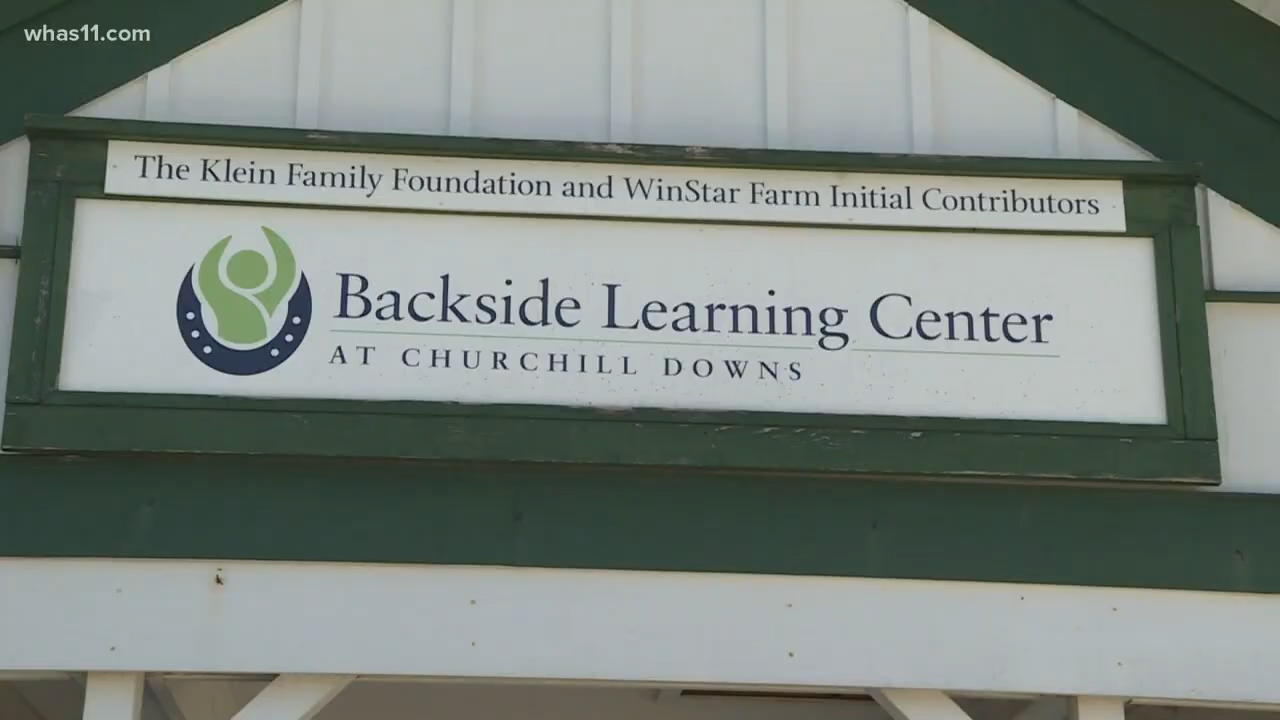 whas11.com
The Klein Family Foundation and WinStar Farm Initial Contributors
Backside Learning Center
AT CHURCHILL DOWNS